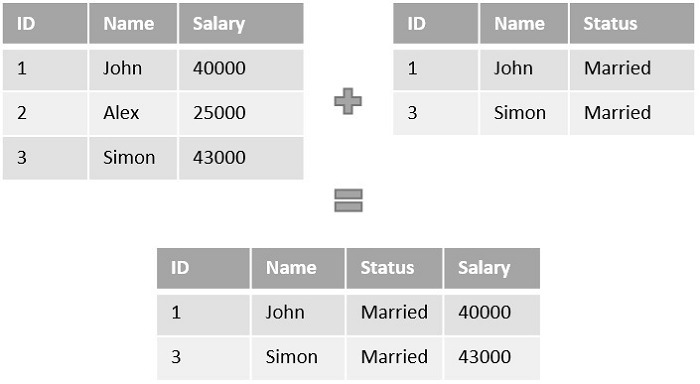 ID Name Salary
1 John 40000
2 Alex 25000
3 Simon 43000
ID Name Status
1 John Married
3 Simon Married
ID Name Status Salary
1 John Married 40000
3 Simon Married 43000